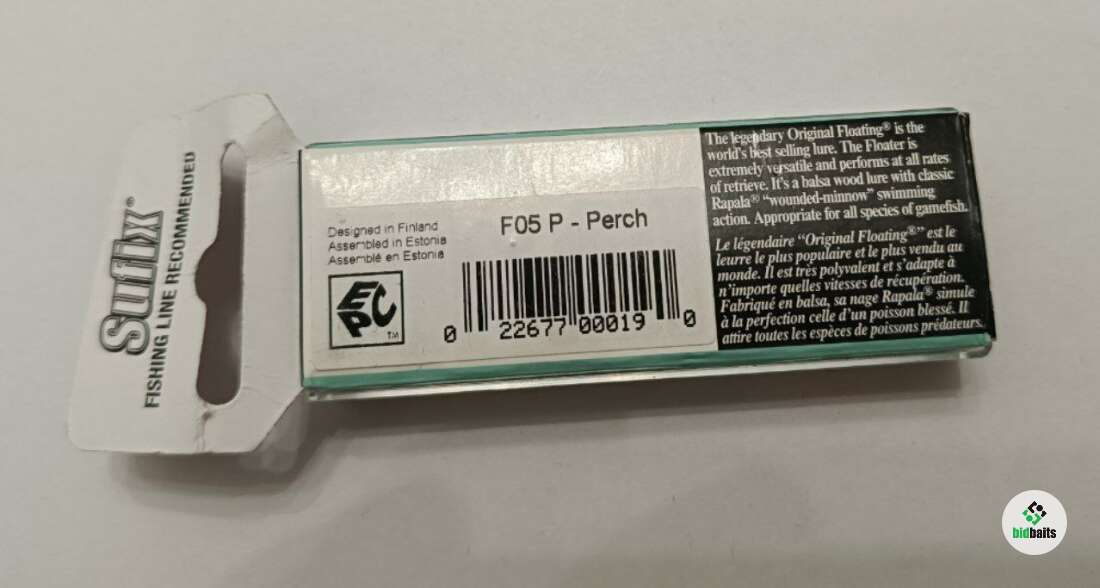 Sufix®
FISHING LINE RECOMMENDED
Designed in Finland
Assembled in Estonia
Assemblé en Estonia
EPC
TM
F05 P - Perch
0 22677 00019 0
The legendary Original Floating® is the
world's best selling lure. The Floater is
extremely versatile and performs at all rates
of retrieve. It's a balsa wood lure with classic
Rapala® “wounded-minnow” swimming
action. Appropriate for all species of gamefish.
Le légendaire “Original Floating®” est le
leurre le plus populaire et le plus vendu au
monde. Il est très polyvalent et s'adapte à
n'importe quelles vitesses de récupération.
Fabriqué en balsa, sa nage Rapala® simule
à la perfection celle d'un poisson blessé. Il
attire toutes les espèces de poissons prédateurs.
bidbaits